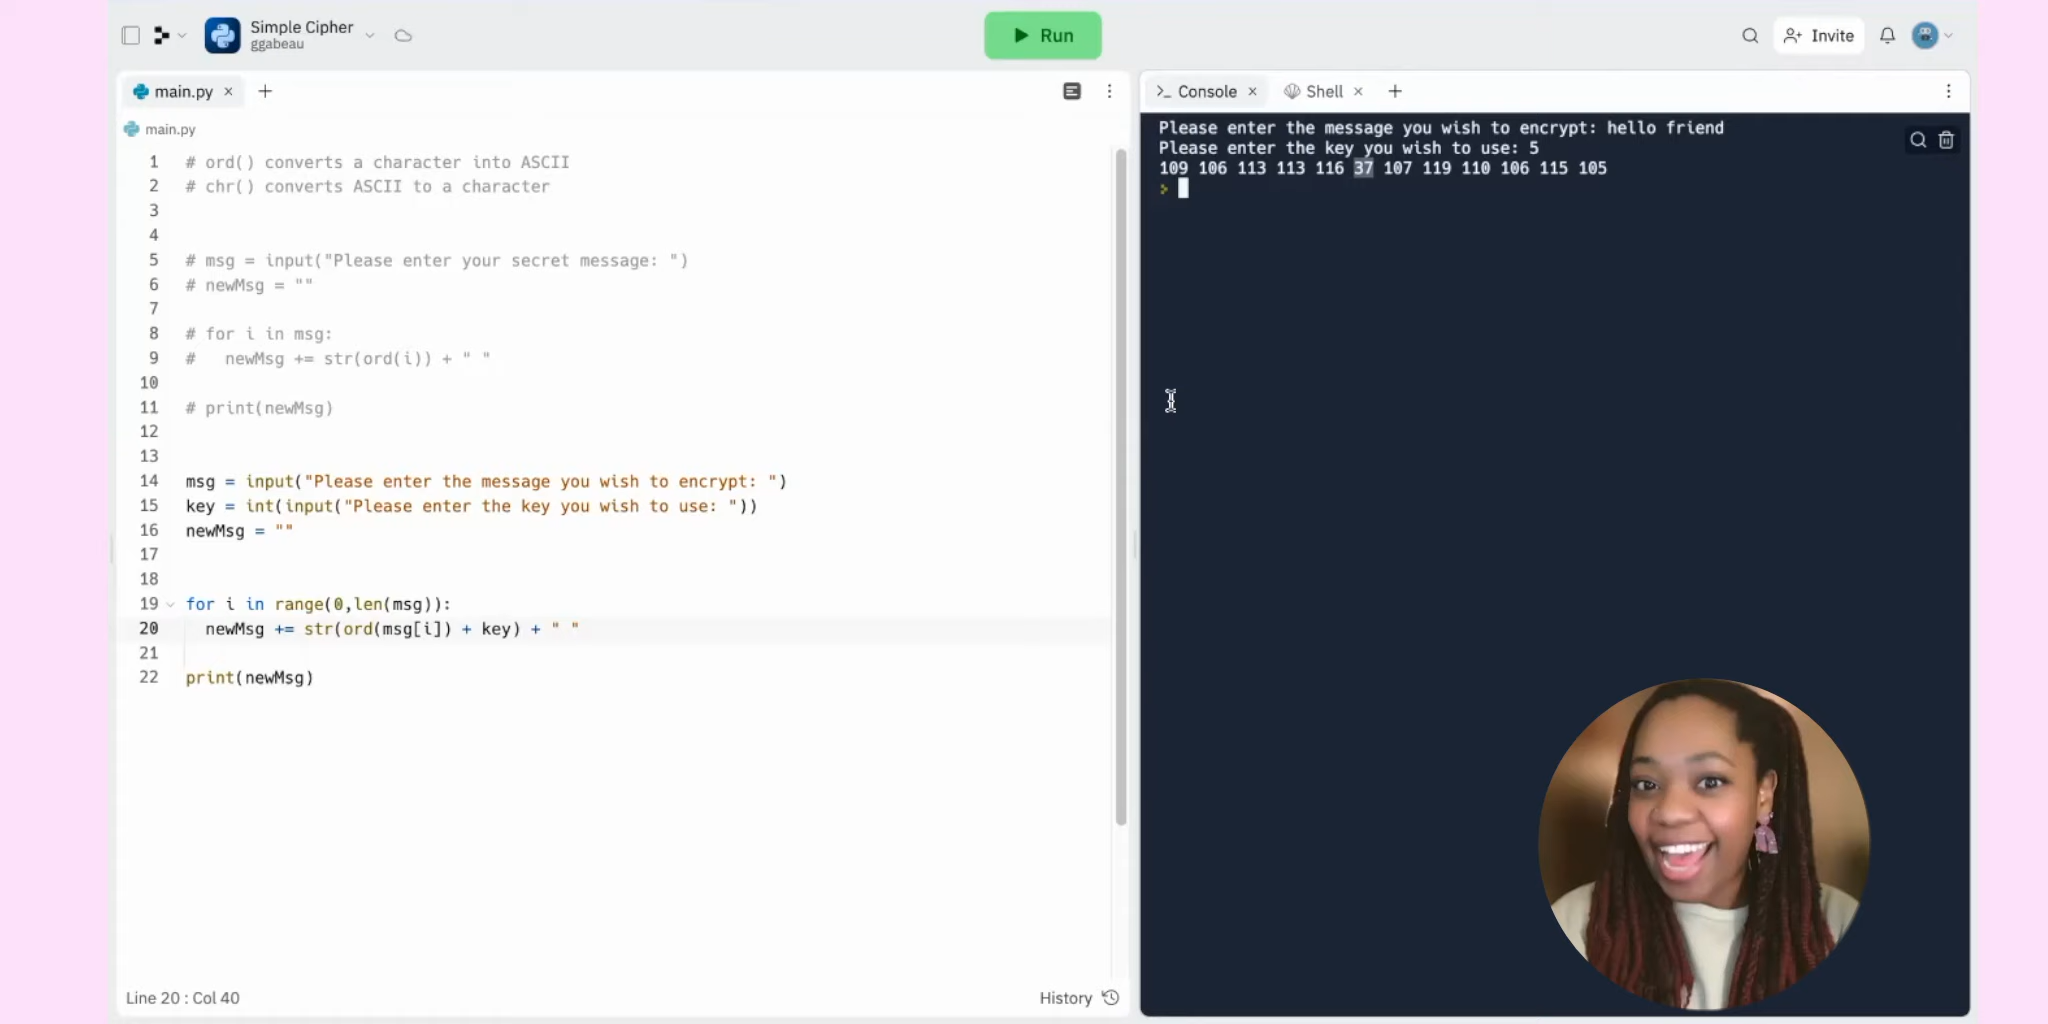 Simple Cipher
ggabeau
Run
Invite
main.py
main.py
1 # ord() converts a character into ASCII
2 # chr() converts ASCII to a character
3
4
5 # msg = input("Please enter your secret message: ")
6 # newMsg = ""
7
8 # for i in msg:
9 #   newMsg += str(ord(i)) + " "
10
11 # print(newMsg)
12
13
14 msg = input("Please enter the message you wish to encrypt: ")
15 key = int(input("Please enter the key you wish to use: "))
16 newMsg = ""
17
18
19 for i in range(0,len(msg)):
20   newMsg += str(ord(msg[i]) + key) + " "
21
22 print(newMsg)
Line 20 : Col 40
History
Console
Shell
Please enter the message you wish to encrypt: hello friend
Please enter the key you wish to use: 5
109 106 113 113 116 37 107 119 110 106 115 105
>